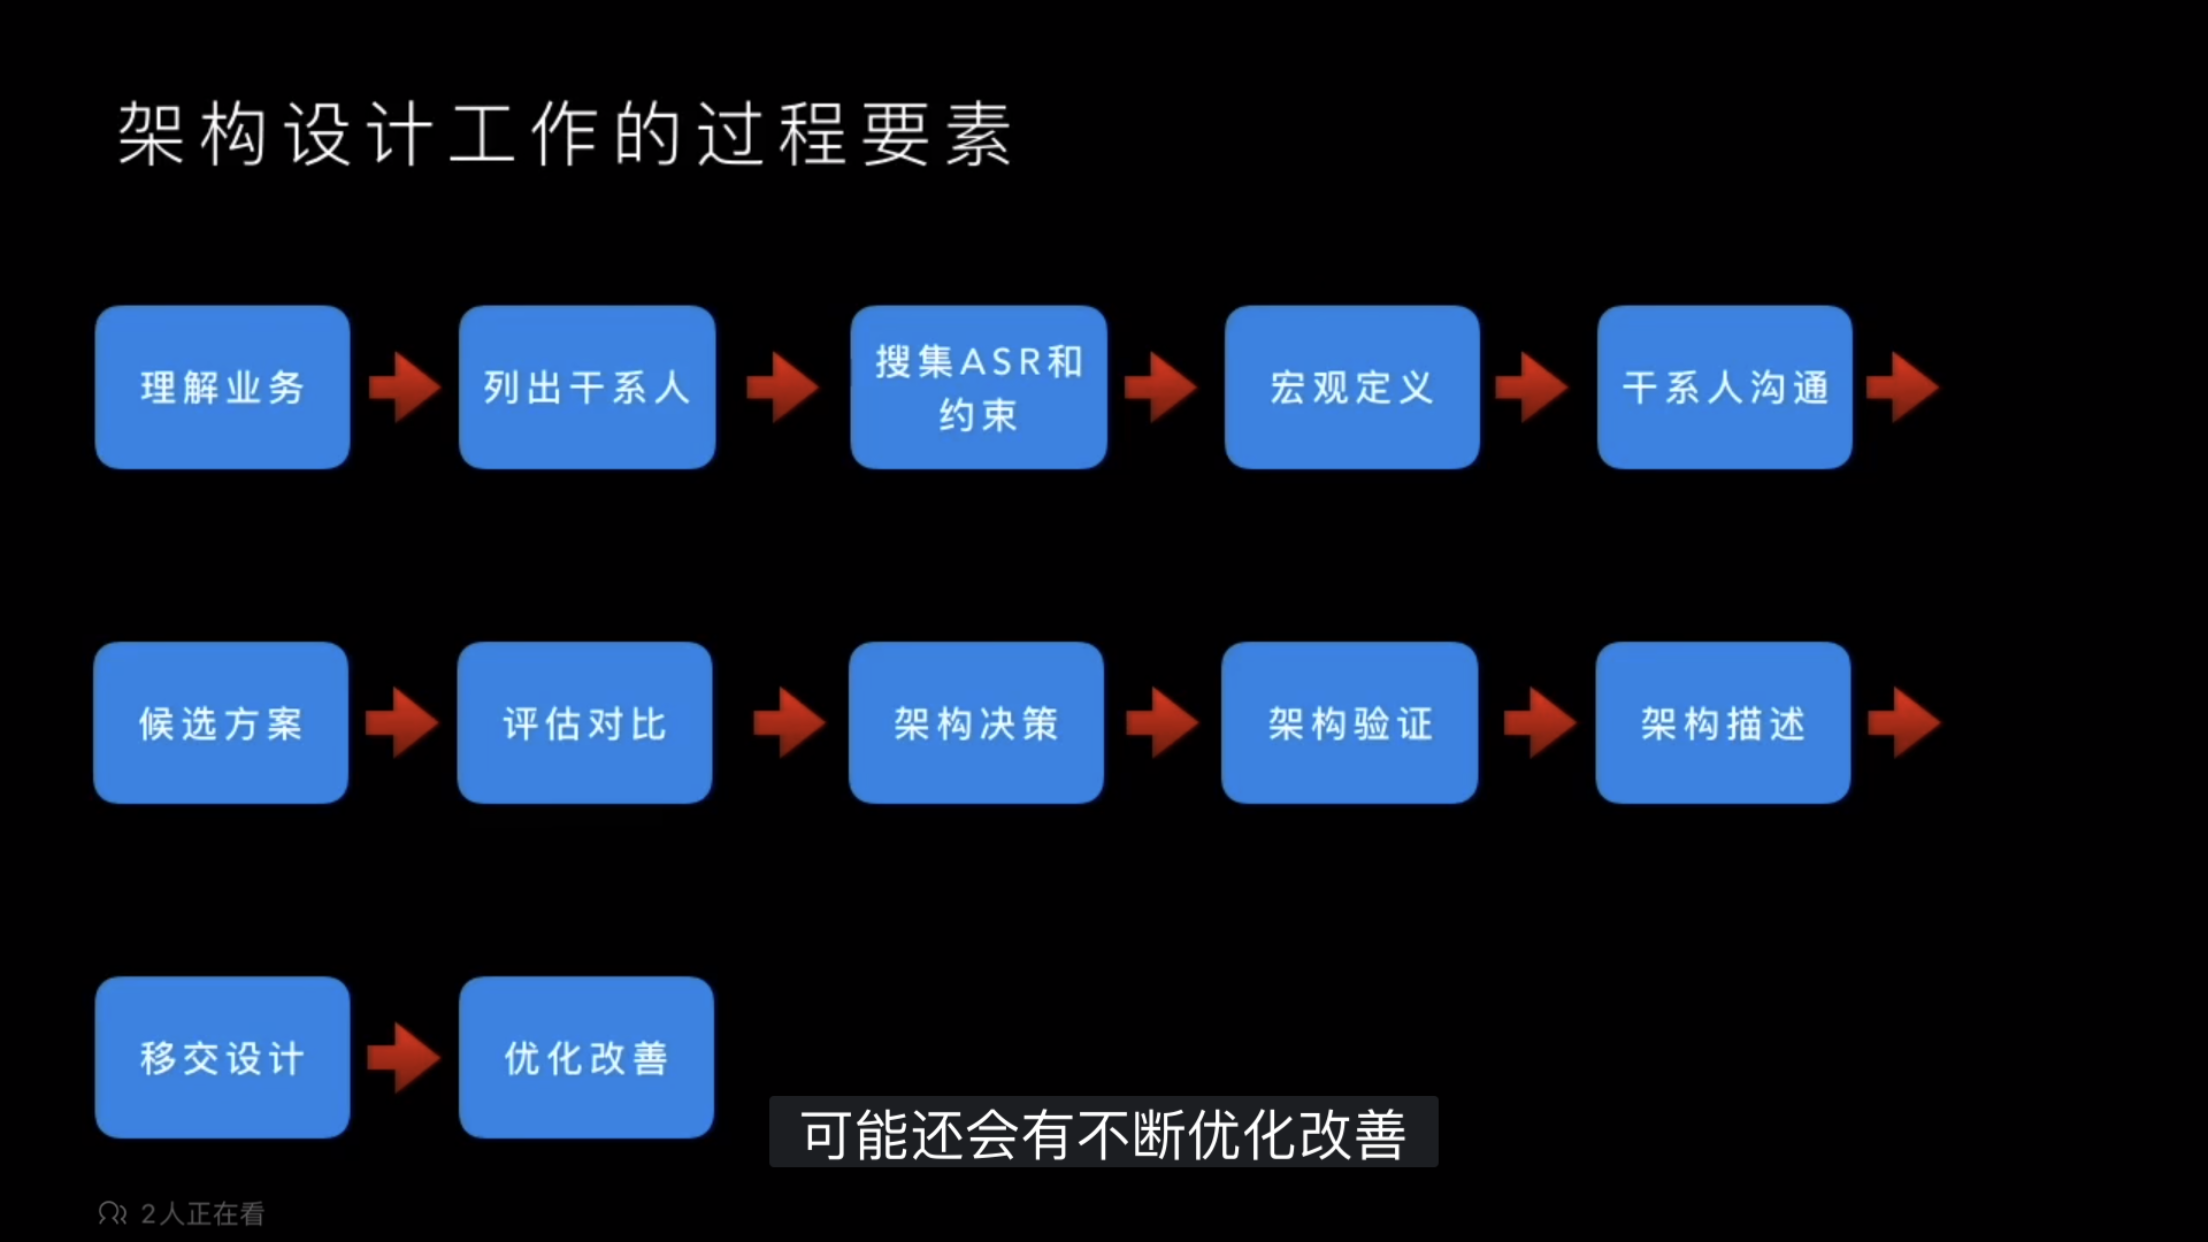 架构设计工作的过程要素
理解业务
列出干系人
搜集ASR和
约束
宏观定义
干系人沟通
候选方案
评估对比
架构决策
架构验证
架构描述
移交设计
优化改善
可能还会有不断优化改善
2人正在看